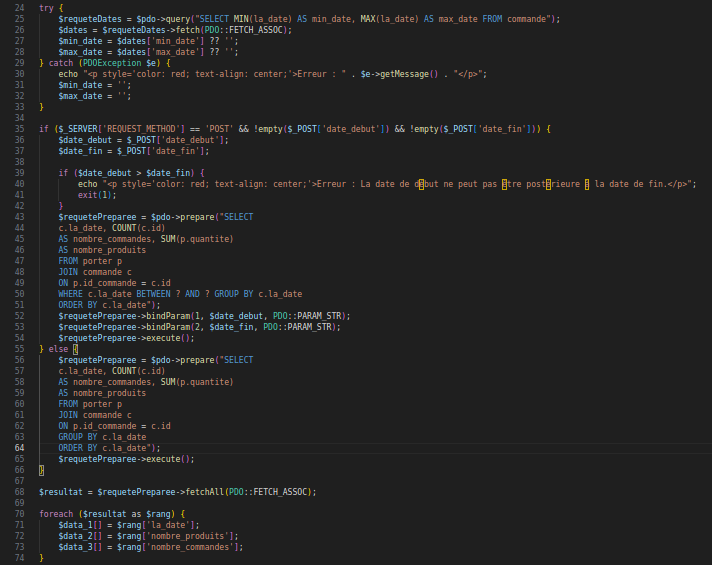 24 try {
25 $requeteDates = $pdo->query("SELECT MIN(la_date) AS min_date, MAX(la_date) AS max_date FROM commande");
26 $dates = $requeteDates->fetch(PDO::FETCH_ASSOC);
27 $min_date = $dates['min_date'] ?? '';
28 $max_date = $dates['max_date'] ?? '';
29 } catch (PDOException $e) {
30 echo "<p style='color: red; text-align: center;'>Erreur : " . $e->getMessage() . "</p>";
31 $min_date = '';
32 $max_date = '';
33 }
34
35 if ($_SERVER['REQUEST_METHOD'] == 'POST' && !empty($_POST['date_debut']) && !empty($_POST['date_fin'])) {
36 $date_debut = $_POST['date_debut'];
37 $date_fin = $_POST['date_fin'];
38
39 if ($date_debut > $date_fin) {
40 echo "<p style='color: red; text-align: center;'>Erreur : La date de début ne peut pas être postérieure à la date de fin.</p>";
41 exit(1);
42 }
43 $requetePreparee = $pdo->prepare("SELECT
44 c.la_date, COUNT(c.id)
45 AS nombre_commandes, SUM(p.quantite)
46 AS nombre_produits
47 FROM porter p
48 JOIN commande c
49 ON p.id_commande = c.id
50 WHERE c.la_date BETWEEN ? AND ? GROUP BY c.la_date
51 ORDER BY c.la_date");
52 $requetePreparee->bindParam(1, $date_debut, PDO::PARAM_STR);
53 $requetePreparee->bindParam(2, $date_fin, PDO::PARAM_STR);
54 $requetePreparee->execute();
55 } else {
56 $requetePreparee = $pdo->prepare("SELECT
57 c.la_date, COUNT(c.id)
58 AS nombre_commandes, SUM(p.quantite)
59 AS nombre_produits
60 FROM porter p
61 JOIN commande c
62 ON p.id_commande = c.id
63 GROUP BY c.la_date
64 ORDER BY c.la_date");
65 $requetePreparee->execute();
66 }
67
68 $resultat = $requetePreparee->fetchAll(PDO::FETCH_ASSOC);
69
70 foreach ($resultat as $rang) {
71 $data_1[] = $rang['la_date'];
72 $data_2[] = $rang['nombre_produits'];
73 $data_3[] = $rang['nombre_commandes'];
74 }